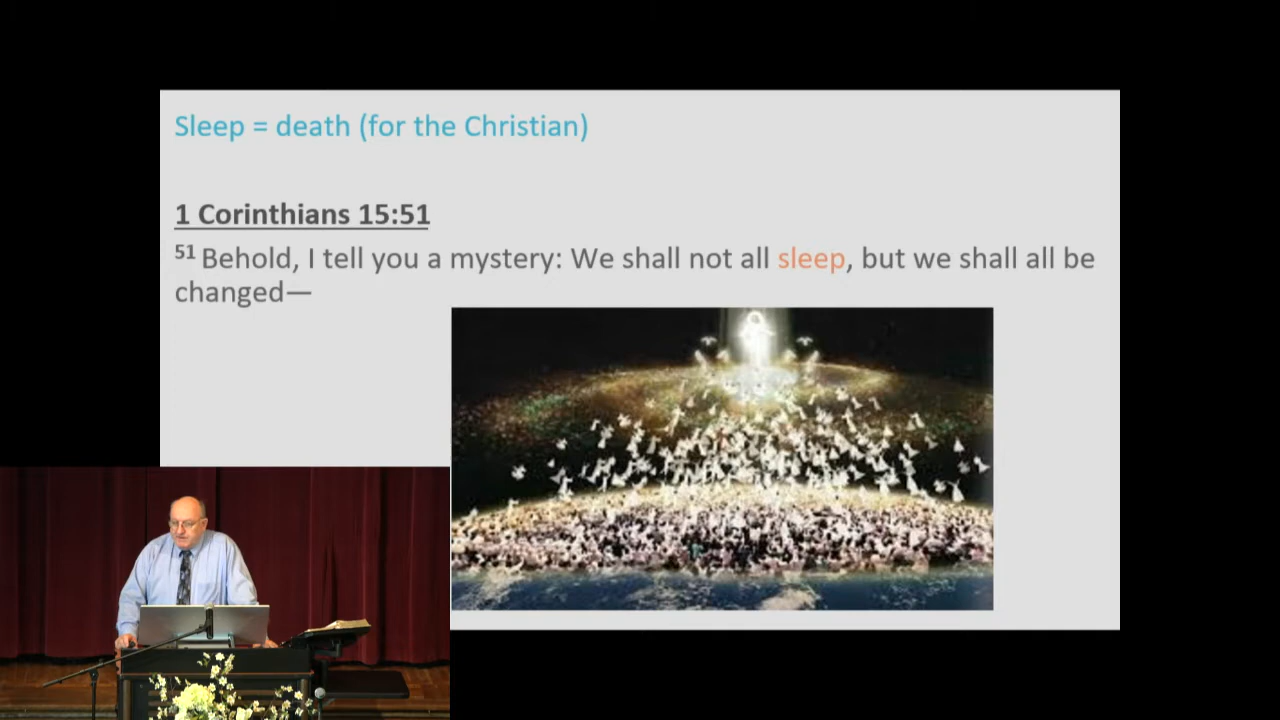 Sleep = death (for the Christian)
1 Corinthians 15:51
51 Behold, I tell you a mystery: We shall not all sleep, but we shall all be
changed—